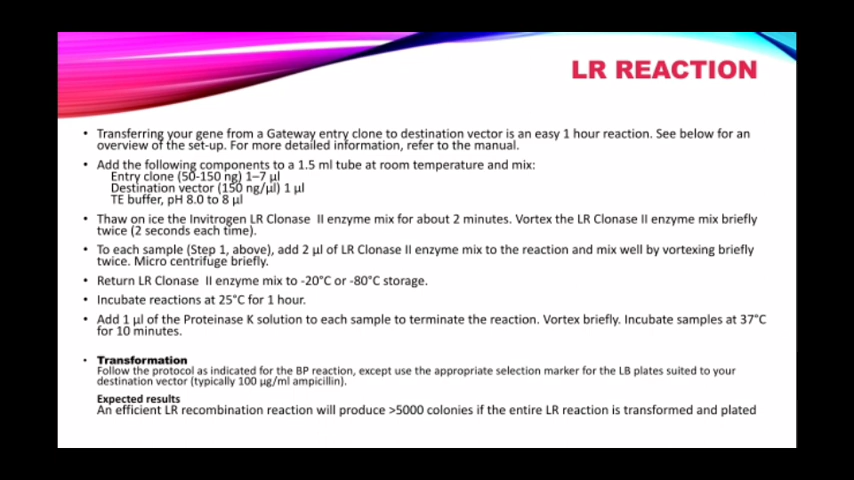 LR REACTION
• Transferring your gene from a Gateway entry clone to destination vector is an easy 1 hour reaction. See below for an
overview of the set-up. For more detailed information, refer to the manual.
• Add the following components to a 1.5 ml tube at room temperature and mix:
Entry clone (50-150 ng) 1–7 µl
Destination vector (150 ng/µl) 1 µl
TE buffer, pH 8.0 to 8 µl
• Thaw on ice the Invitrogen LR Clonase II enzyme mix for about 2 minutes. Vortex the LR Clonase II enzyme mix briefly
twice (2 seconds each time).
• To each sample (Step 1, above), add 2 µl of LR Clonase II enzyme mix to the reaction and mix well by vortexing briefly
twice. Micro centrifuge briefly.
• Return LR Clonase II enzyme mix to -20°C or -80°C storage.
• Incubate reactions at 25°C for 1 hour.
• Add 1 µl of the Proteinase K solution to each sample to terminate the reaction. Vortex briefly. Incubate samples at 37°C
for 10 minutes.
• Transformation
Follow the protocol as indicated for the BP reaction, except use the appropriate selection marker for the LB plates suited to your
destination vector (typically 100 µg/ml ampicillin).
Expected results
An efficient LR recombination reaction will produce >5000 colonies if the entire LR reaction is transformed and plated